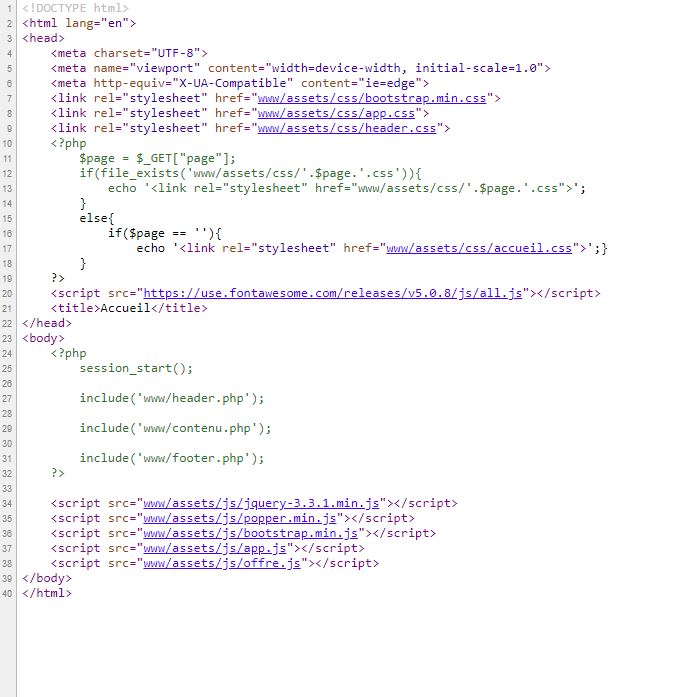 1 <!DOCTYPE html>
2 <html lang="en">
3 <head>
4     <meta charset="UTF-8">
5     <meta name="viewport" content="width=device-width, initial-scale=1.0">
6     <meta http-equiv="X-UA-Compatible" content="ie=edge">
7     <link rel="stylesheet" href="www/assets/css/bootstrap.min.css">
8     <link rel="stylesheet" href="www/assets/css/app.css">
9     <link rel="stylesheet" href="www/assets/css/header.css">
10     <?php
11         $page = $_GET["page"];
12         if(file_exists('www/assets/css/'.$page.'.css')){
13             echo '<link rel="stylesheet" href="www/assets/css/'.$page.'.css">';
14         }
15         else{
16             if($page == ''){
17                 echo '<link rel="stylesheet" href="www/assets/css/accueil.css">';}
18         }
19     ?>
20     <script src="https://use.fontawesome.com/releases/v5.0.8/js/all.js"></script>
21     <title>Accueil</title>
22 </head>
23 <body>
24     <?php
25         session_start();
26
27         include('www/header.php');
28
29         include('www/contenu.php');
30
31         include('www/footer.php');
32     ?>
33
34     <script src="www/assets/js/jquery-3.3.1.min.js"></script>
35     <script src="www/assets/js/popper.min.js"></script>
36     <script src="www/assets/js/bootstrap.min.js"></script>
37     <script src="www/assets/js/app.js"></script>
38     <script src="www/assets/js/offre.js"></script>
39 </body>
40 </html>